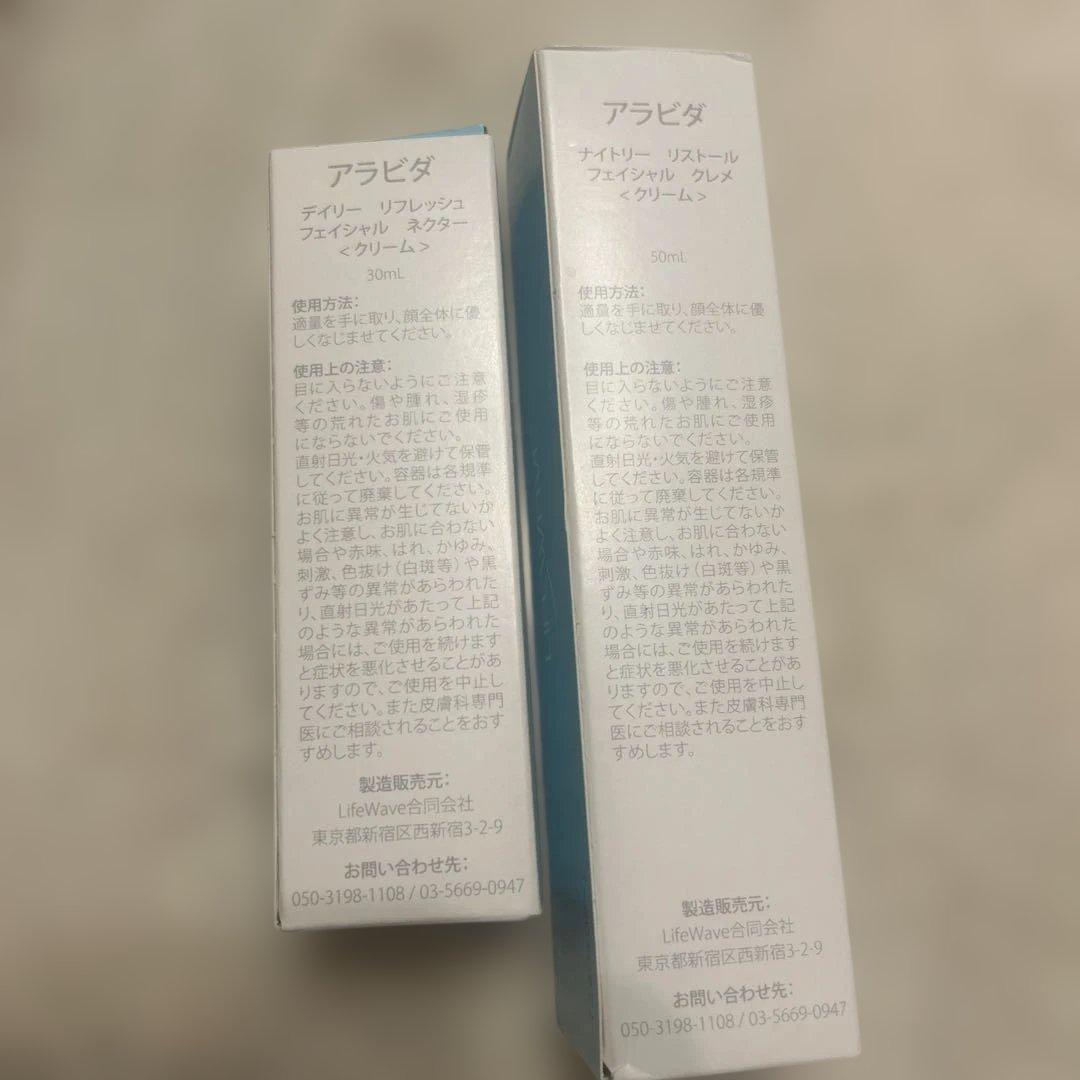 アラビダ
デイリー　リフレッシュ
フェイシャル　ネクター
＜クリーム＞
30mL
使用方法：
適量を手に取り、顔全体に優
しくなじませてください。
使用上の注意：
目に入らないようにご注意
ください。傷や腫れ、湿疹
等の荒れたお肌にご使用
にならないでください。
直射日光・火気を避けて保管
してください。容器は各規準
に従って廃棄してください。
お肌に異常が生じてないか
よく注意し、お肌に合わない
場合や赤味、はれ、かゆみ、
刺激、色抜け（白斑等）や黒
ずみ等の異常があらわれた
り、直射日光があたって上記
のような異常があらわれた
場合には、ご使用を続けます
と症状を悪化させることがあ
りますので、ご使用を中止し
てください。また皮膚科専門
医にご相談されることをおす
すめします。
製造販売元：
LifeWave合同会社
東京都新宿区西新宿3-2-9
お問い合わせ先：
050-3198-1108 / 03-5669-0947
アラビダ
ナイトリー　リストール
フェイシャル　クレメ
＜クリーム＞
50mL
使用方法：
適量を手に取り、顔全体に優
しくなじませてください。
使用上の注意：
目に入らないようにご注意
ください。傷や腫れ、湿疹
等の荒れたお肌にご使用
にならないでください。
直射日光・火気を避けて保管
してください。容器は各規準
に従って廃棄してください。
お肌に異常が生じてないか
よく注意し、お肌に合わない
場合や赤味、はれ、かゆみ、
刺激、色抜け（白斑等）や黒
ずみ等の異常があらわれた
り、直射日光があたって上記
のような異常があらわれた
場合には、ご使用を続けます
と症状を悪化させることがあ
りますので、ご使用を中止し
てください。また皮膚科専門
医にご相談されることをおす
すめします。
製造販売元：
LifeWave合同会社
東京都新宿区西新宿3-2-9
お問い合わせ先：
050-3198-1108 / 03-5669-0947